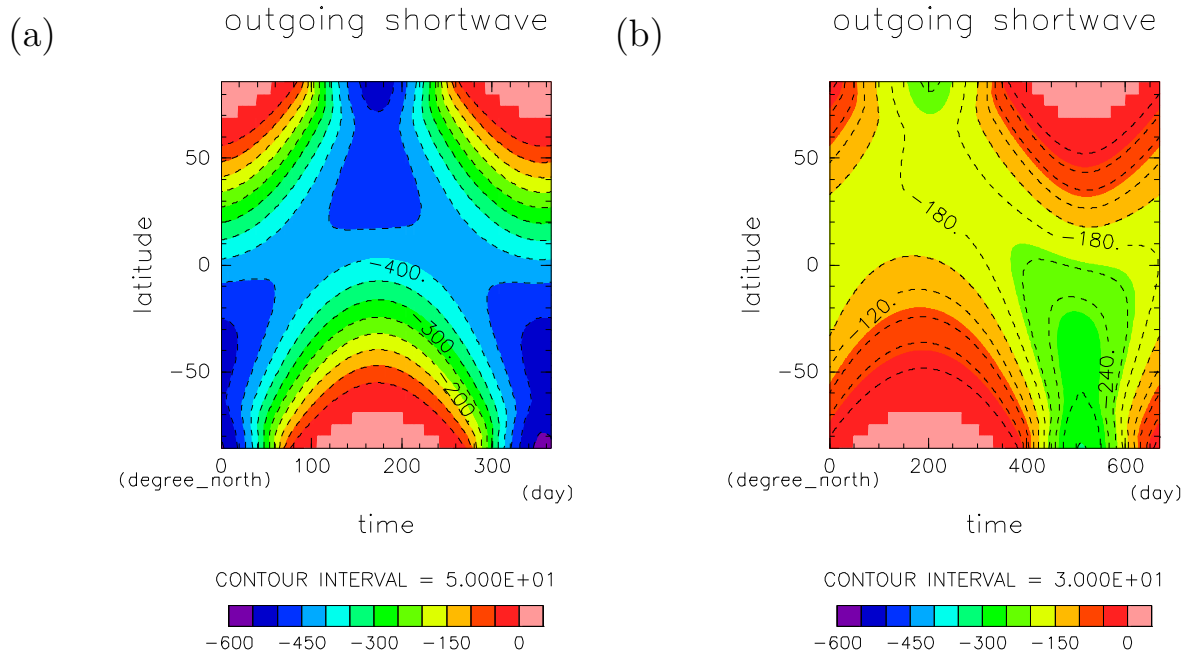 (a)
outgoing shortwave
latitude
50
0
−50
−400.
−300.
−200
0 100 200 300
(degree_north)
(day)
time
CONTOUR INTERVAL = 5.000E+01
−600 −450 −300 −150 0
(b)
outgoing shortwave
latitude
50
0
−50
−180.
−180.
120.
−240.
0 200 400 600
(degree_north)
(day)
time
CONTOUR INTERVAL = 3.000E+01
−600 −450 −300 −150 0